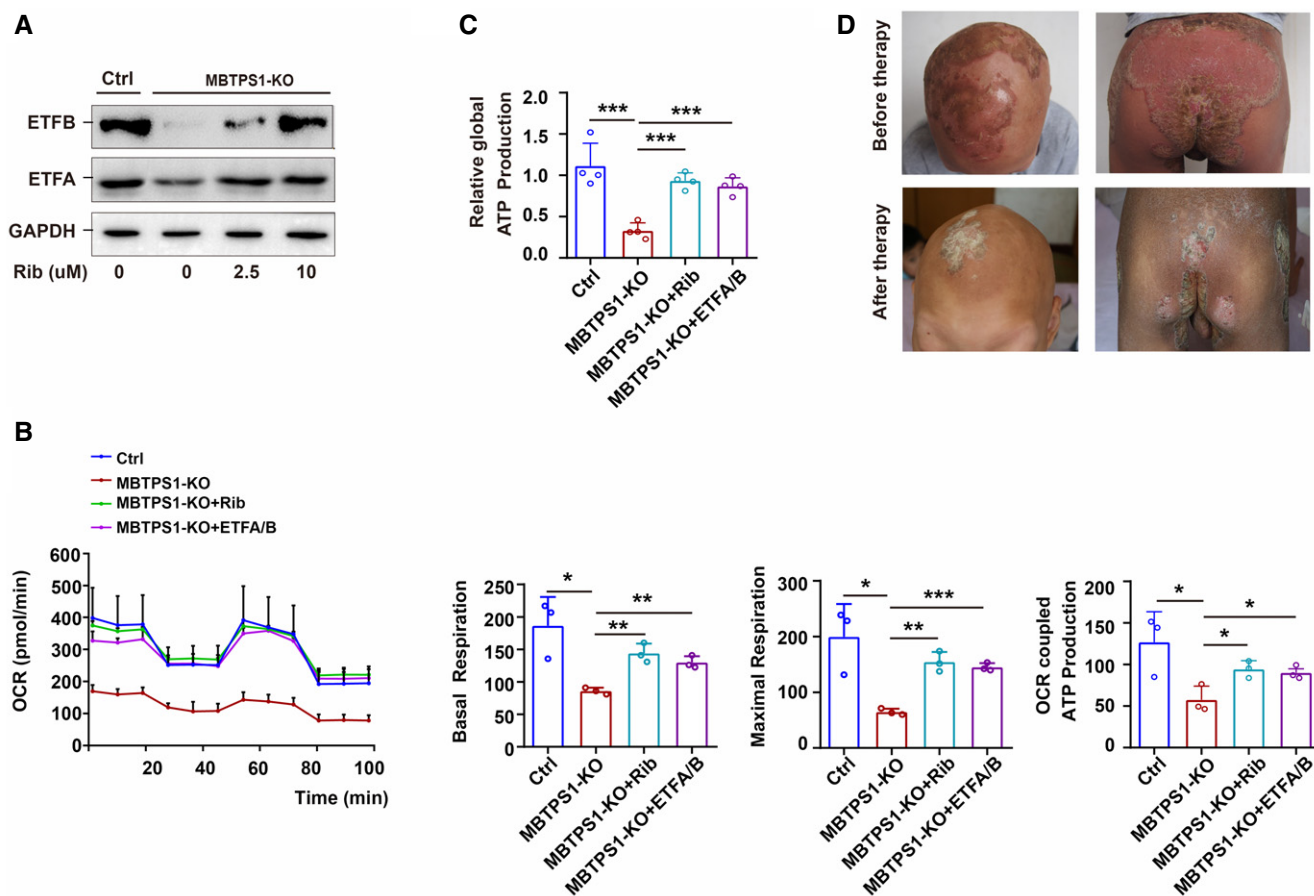 A
Ctrl MBTPS1-KO
ETFB
ETFA
GAPDH
Rib (uM) 0 0 2.5 10
C
Relative global
ATP Production
2.0
1.5
1.0
0.5
0.0
*** ***
***
Ctrl
MBTPS1-KO
MBTPS1-KO+Rib
MBTPS1-KO+ETFA/B
D
Before therapy
After therapy
B
Ctrl
MBTPS1-KO
MBTPS1-KO+Rib
MBTPS1-KO+ETFA/B
OCR (pmol/min)
600
500
400
300
200
100
0
20 40 60 80 100
Time (min)
Basal Respiration
250
200
150
100
50
0
* **
**
Ctrl
MBTPS1-KO
MBTPS1-KO+Rib
MBTPS1-KO+ETFA/B
Maximal Respiration
300
200
100
0
* ***
**
Ctrl
MBTPS1-KO
MBTPS1-KO+Rib
MBTPS1-KO+ETFA/B
OCR coupled
ATP Production
200
150
100
50
0
* *
*
Ctrl
MBTPS1-KO
MBTPS1-KO+Rib
MBTPS1-KO+ETFA/B